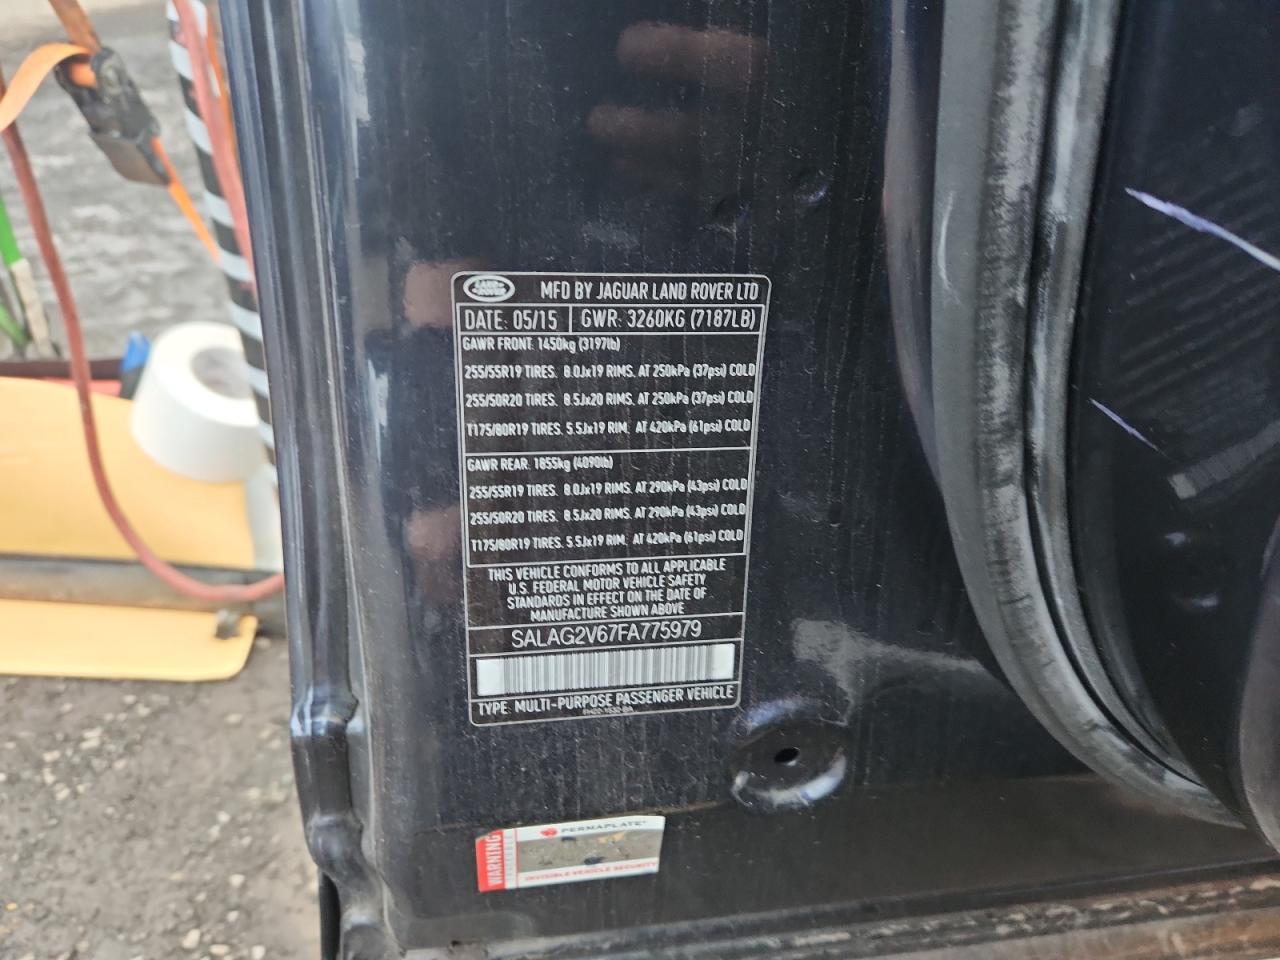 LAND ROVER
MFD BY JAGUAR LAND ROVER LTD
DATE: 05/15 GWR: 3260KG (7187LB)
GAWR FRONT: 1450kg (3197lb)
255/55R19 TIRES. 8.0Jx19 RIMS. AT 250kPa (37psi) COLD
255/50R20 TIRES. 8.5Jx20 RIMS. AT 250kPa (37psi) COLD
T175/80R19 TIRES. 5.5Jx19 RIM. AT 420kPa (61psi) COLD
GAWR REAR: 1855kg (4090lb)
255/55R19 TIRES. 8.0Jx19 RIMS. AT 290kPa (43psi) COLD
255/50R20 TIRES. 8.5Jx20 RIMS. AT 290kPa (43psi) COLD
T175/80R19 TIRES. 5.5Jx19 RIM. AT 420kPa (61psi) COLD
THIS VEHICLE CONFORMS TO ALL APPLICABLE
U.S. FEDERAL MOTOR VEHICLE SAFETY
STANDARDS IN EFFECT ON THE DATE OF
MANUFACTURE SHOWN ABOVE
SALAG2V67FA775979
TYPE: MULTI-PURPOSE PASSENGER VEHICLE
WARNING
PERMAPLATE
INVISIBLE VEHICLE SECURITY